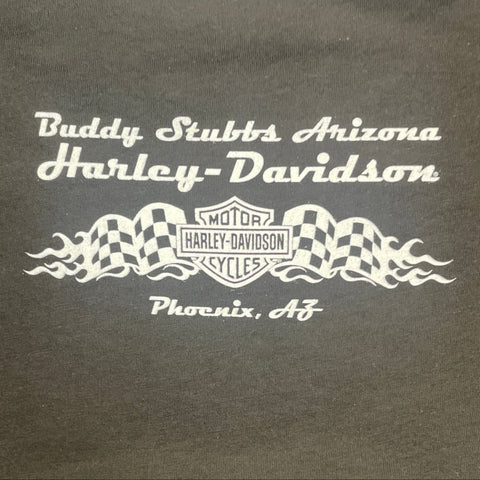 Buddy Stubbs Arizona
Harley-Davidson
MOTOR
HARLEY-DAVIDSON
CYCLES
Phoenix, AZ